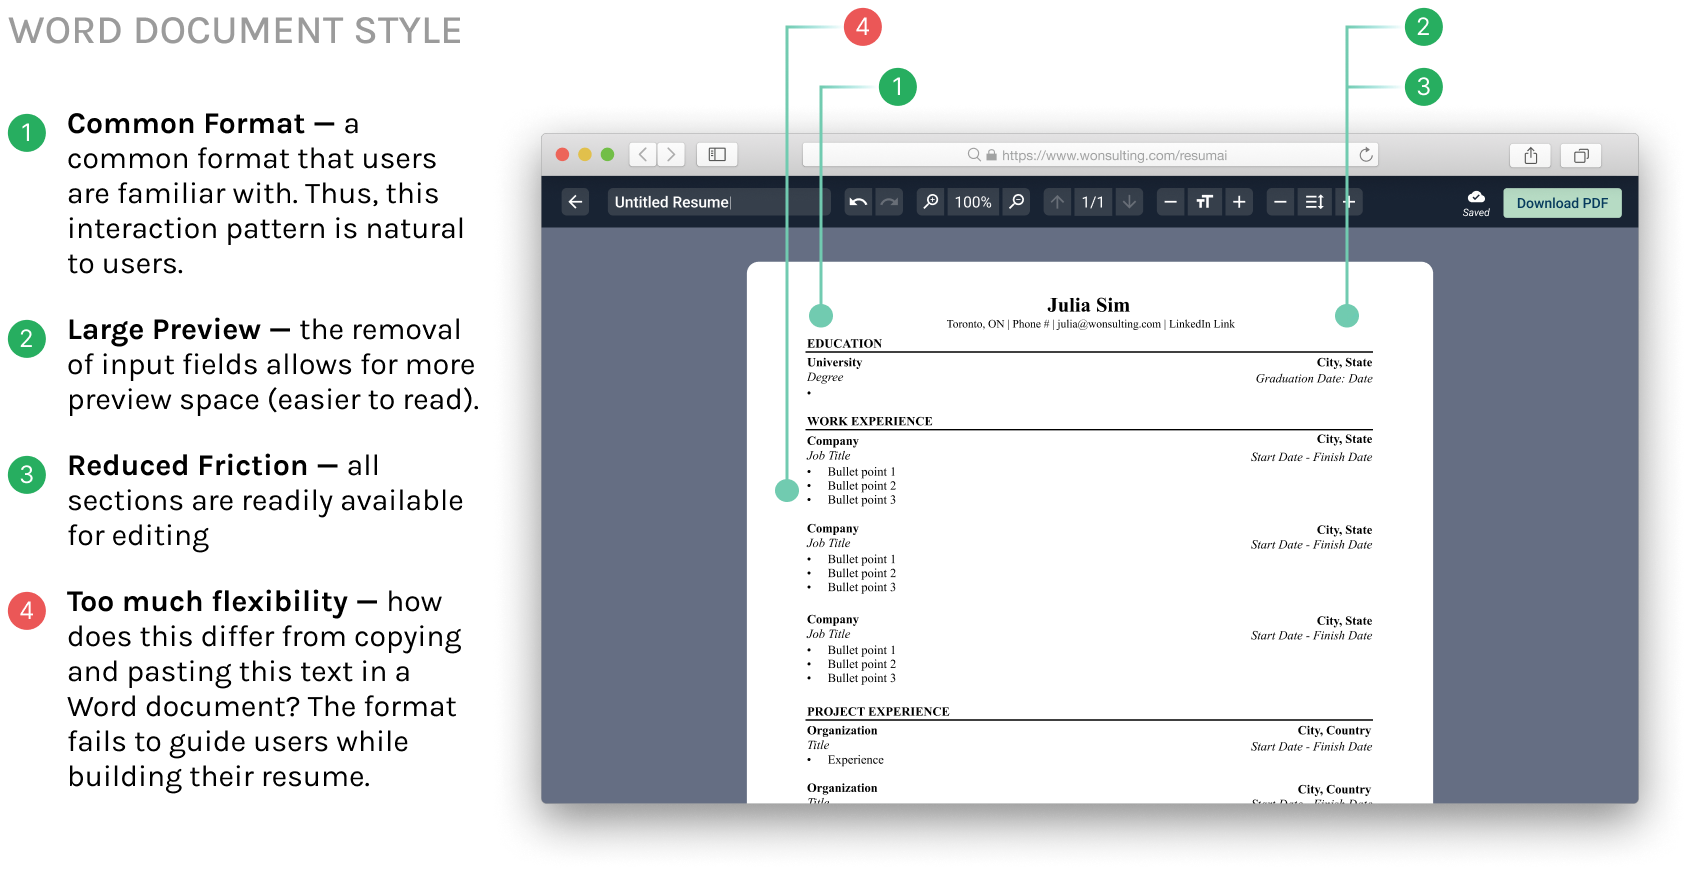 WORD DOCUMENT STYLE
1
Common Format — a
common format that users
are familiar with. Thus, this
interaction pattern is natural
to users.
2
Large Preview — the removal
of input fields allows for more
preview space (easier to read).
3
Reduced Friction — all
sections are readily available
for editing
4
Too much flexibility — how
does this differ from copying
and pasting this text in a
Word document? The format
fails to guide users while
building their resume.
4
2
1
3
https://www.wonsulting.com/resumai
Untitled Resume 100% 1/1 Saved Download PDF
Julia Sim
Toronto, ON | Phone # | julia@wonsulting.com | LinkedIn Link
EDUCATION
University City, State
Degree Graduation Date: Date
•
WORK EXPERIENCE
Company City, State
Job Title Start Date - Finish Date
• Bullet point 1
• Bullet point 2
• Bullet point 3
Company City, State
Job Title Start Date - Finish Date
• Bullet point 1
• Bullet point 2
• Bullet point 3
Company City, State
Job Title Start Date - Finish Date
• Bullet point 1
• Bullet point 2
• Bullet point 3
PROJECT EXPERIENCE
Organization City, Country
Title Start Date - Finish Date
• Experience
Organization City, Country
Title Start Date - Finish Date